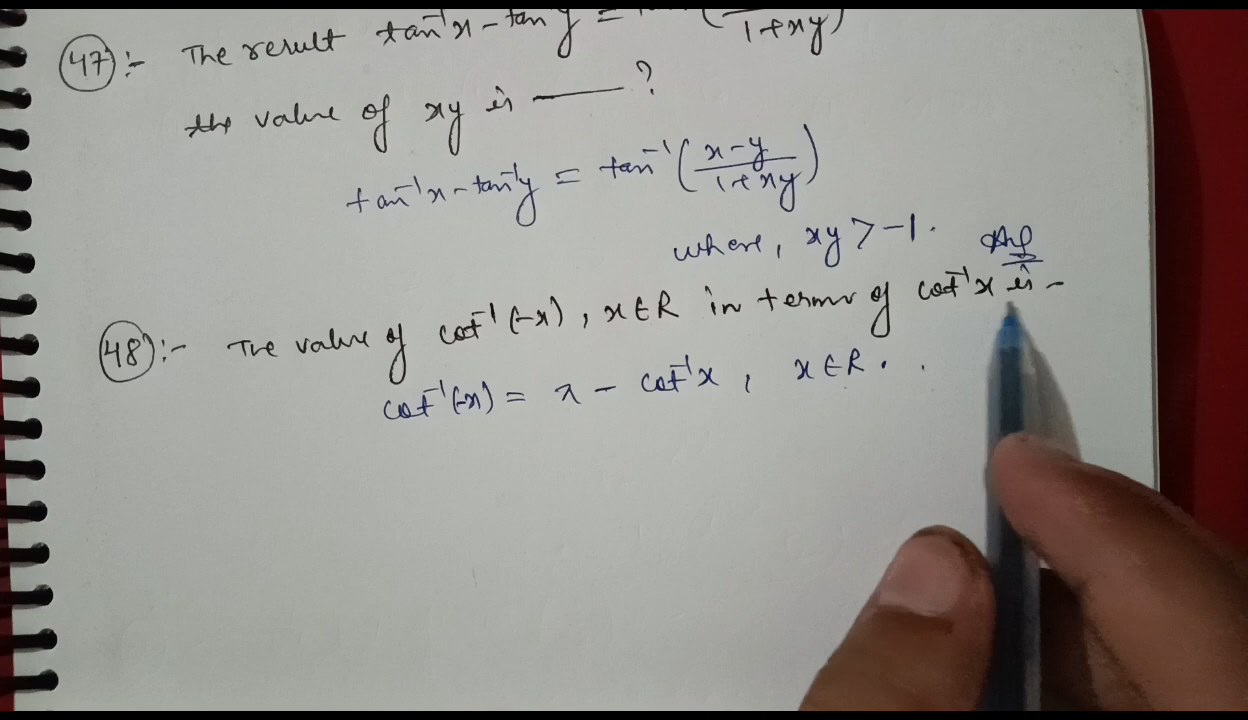 (47):- The result tan⁻¹x - tan⁻¹y = (/1+xy)
the value of xy is ——— ?
tan⁻¹x - tan⁻¹y = tan⁻¹(x-y/1+xy)
where, xy > -1. Ans
(48):- The value of cot⁻¹(-x), x∈R in terms of cot⁻¹x is -
cot⁻¹(-x) = π - cot⁻¹x, x∈R. .